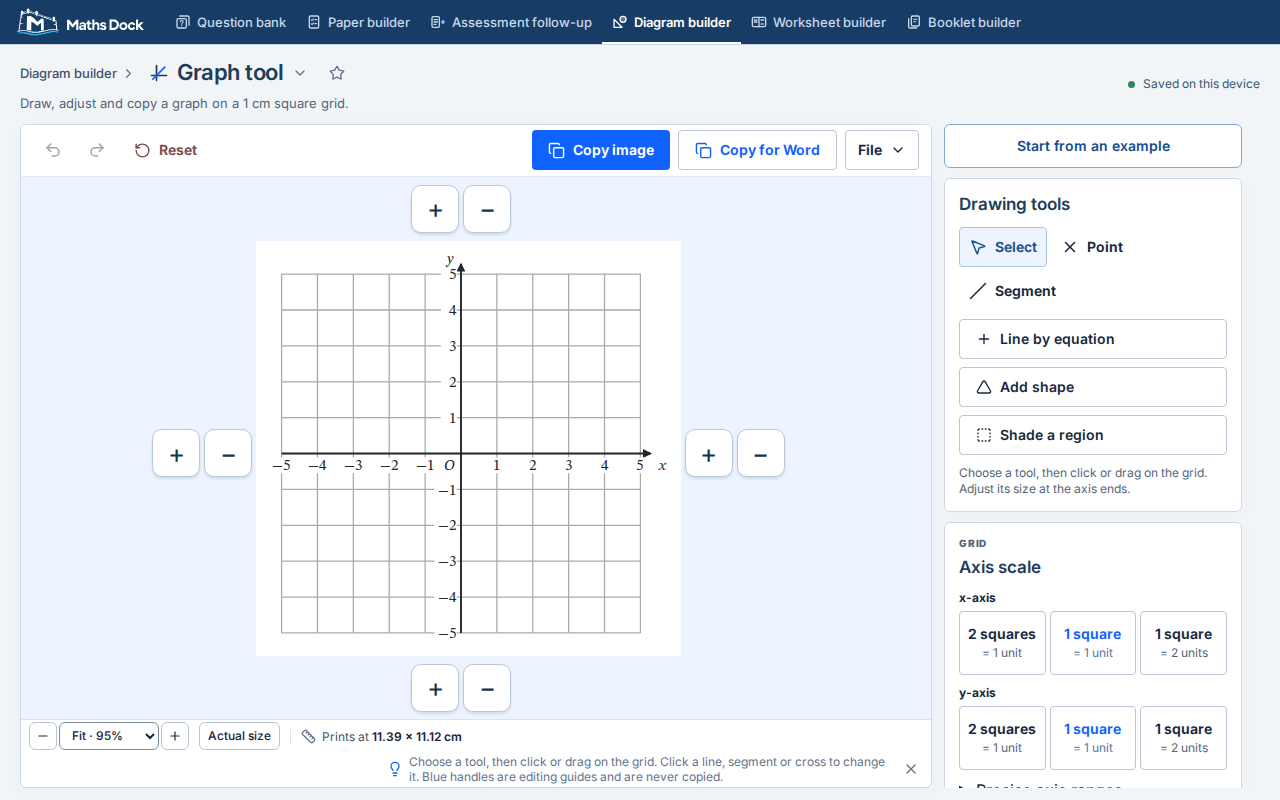 Maths Dock
Question bank
Paper builder
Assessment follow-up
Diagram builder
Worksheet builder
Booklet builder
Diagram builder
Graph tool
Saved on this device
Draw, adjust and copy a graph on a 1 cm square grid.
Reset
Copy image
Copy for Word
File
Start from an example
+ −
Drawing tools
Select
Point
Segment
Line by equation
Add shape
Shade a region
Choose a tool, then click or drag on the grid.
Adjust its size at the axis ends.
y
5
4
3
2
1
+ −
−5 −4 −3 −2 −1 O 1 2 3 4 5 x
+ −
−1
−2
−3
−4
−5
+ −
GRID
Axis scale
x-axis
2 squares
= 1 unit
1 square
= 1 unit
1 square
= 2 units
y-axis
2 squares
= 1 unit
1 square
= 1 unit
1 square
= 2 units
Fit · 95%
Actual size
Prints at 11.39 × 11.12 cm
Choose a tool, then click or drag on the grid. Click a line, segment or cross to change
it. Blue handles are editing guides and are never copied.